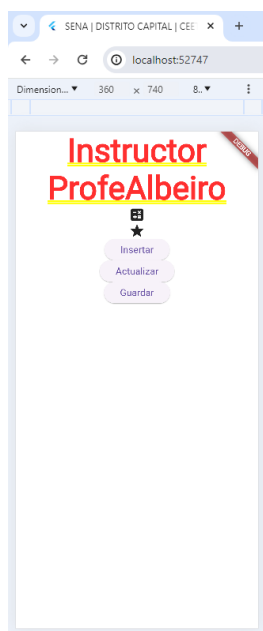 SENA | DISTRITO CAPITAL | CEE
localhost:52747
Dimension... 360 × 740 8..
DEBUG
Instructor
ProfeAlbeiro
Insertar
Actualizar
Guardar